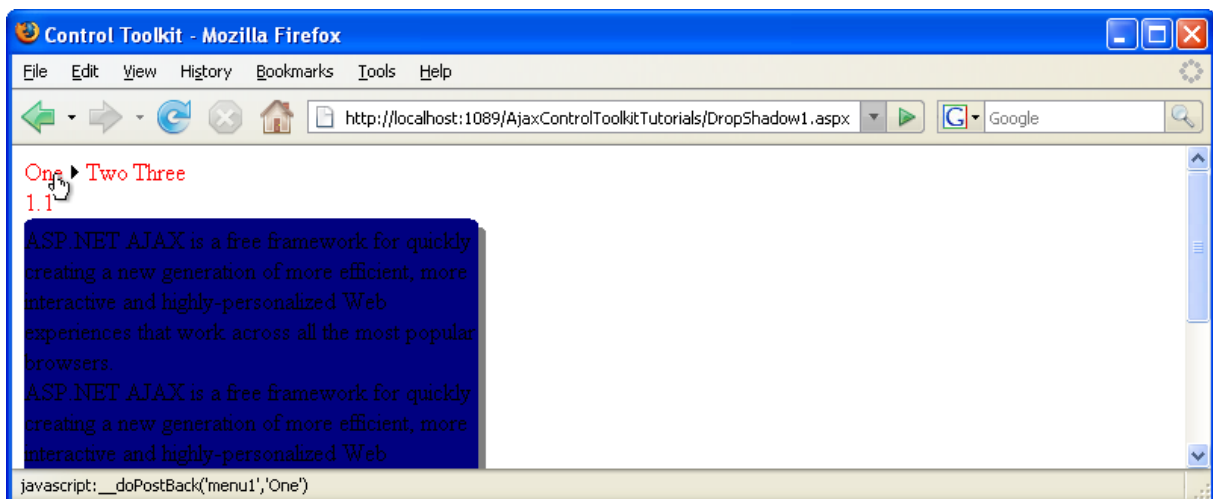 Control Toolkit - Mozilla Firefox
File Edit View History Bookmarks Tools Help
http://localhost:1089/AjaxControlToolkitTutorials/DropShadow1.aspx G Google
One Two Three
1.1
ASP.NET AJAX is a free framework for quickly
creating a new generation of more efficient, more
interactive and highly-personalized Web
experiences that work across all the most popular
browsers.
ASP.NET AJAX is a free framework for quickly
creating a new generation of more efficient, more
interactive and highly-personalized Web
javascript:__doPostBack('menu1','One')